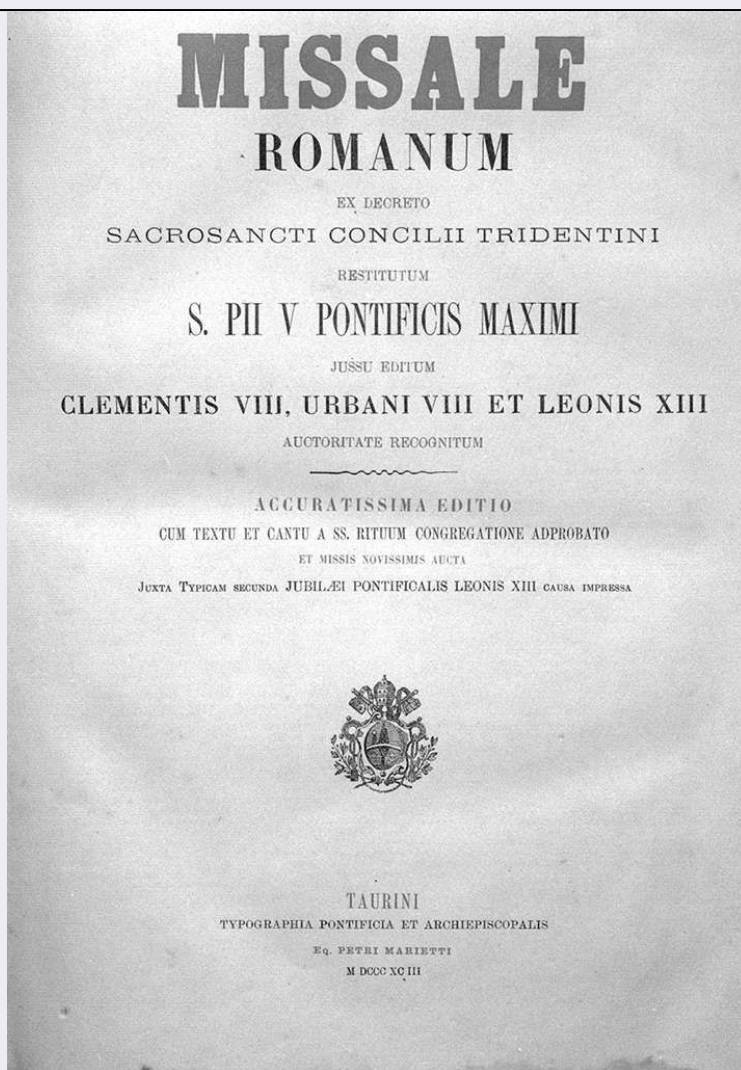 MISSALE
ROMANUM
EX DECRETO
SACROSANCTI CONCILII TRIDENTINI
RESTITUTUM
S. PII V PONTIFICIS MAXIMI
JUSSU EDITUM
CLEMENTIS VIII, URBANI VIII ET LEONIS XIII
AUCTORITATE RECOGNITUM
ACCURATISSIMA EDITIO
CUM TEXTU ET CANTU A SS. RITUUM CONGREGATIONE ADPROBATO
ET MISSIS NOVISSIMIS AUCTA
JUXTA TYPICAM SECUNDA JUBILÆI PONTIFICALIS LEONIS XIII CAUSA IMPRESSA
TAURINI
TYPOGRAPHIA PONTIFICIA ET ARCHIEPISCOPALIS
EQ. PETRI MARIETTI
M DCCC XC III